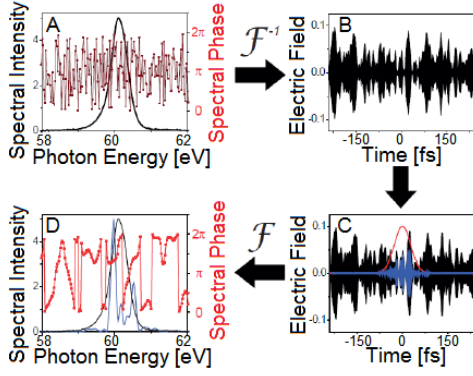 A
Spectral Intensity
4
2
0
58
60
62
Photon Energy [eV]
2π
π
0
Spectral Phase
ℱ⁻¹
B
Electric Field
0.1
0.0
-0.1
-150
0
150
Time [fs]
D
Spectral Intensity
4
2
0
58
60
62
Photon Energy [eV]
2π
2π
0
Spectral Phase
ℱ
C
Electric Field
0.1
0.0
-0.1
-150
0
150
Time [fs]